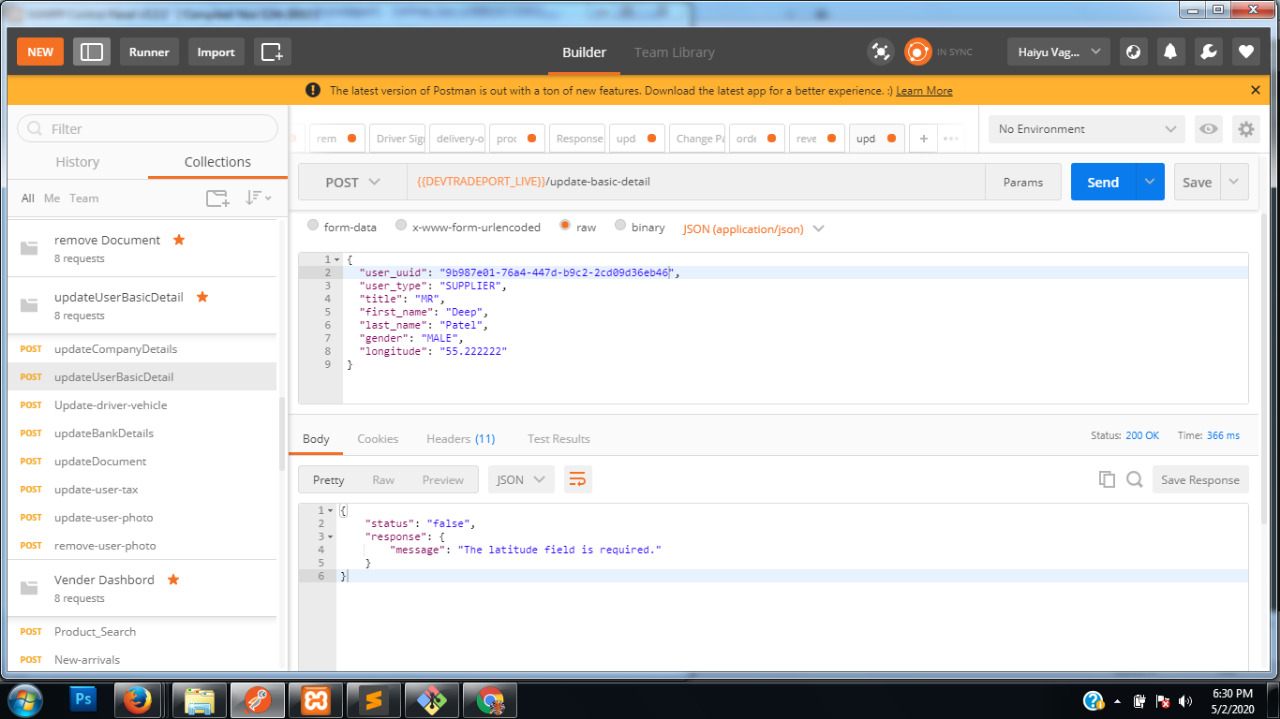 NEW
Runner
Import
Builder
Team Library
IN SYNC
Haiyu Vag...
The latest version of Postman is out with a ton of new features. Download the latest app for a better experience. :) Learn More
Filter
History
Collections
All Me Team
remove Document
8 requests
updateUserBasicDetail
8 requests
POST updateCompanyDetails
POST updateUserBasicDetail
POST Update-driver-vehicle
POST updateBankDetails
POST updateDocument
POST update-user-tax
POST update-user-photo
POST remove-user-photo
Vender Dashbord
8 requests
POST Product_Search
POST New-arrivals
rem
Driver Sig
delivery-o
proc
Response
upd
Change Pa
orde
reve
upd
No Environment
POST
{{DEVTRADEPORT_LIVE}}/update-basic-detail
Params
Send
Save
form-data
x-www-form-urlencoded
raw
binary
JSON (application/json)
1 {
2 "user_uuid": "9b987e01-76a4-447d-b9c2-2cd09d36eb46",
3 "user_type": "SUPPLIER",
4 "title": "MR",
5 "first_name": "Deep",
6 "last_name": "Patel",
7 "gender": "MALE",
8 "longitude": "55.222222"
9 }
Body
Cookies
Headers (11)
Test Results
Status: 200 OK
Time: 366 ms
Pretty
Raw
Preview
JSON
Save Response
1 {
2 "status": "false",
3 "response": {
4 "message": "The latitude field is required."
5 }
6 }
Ps
6:30 PM
5/2/2020